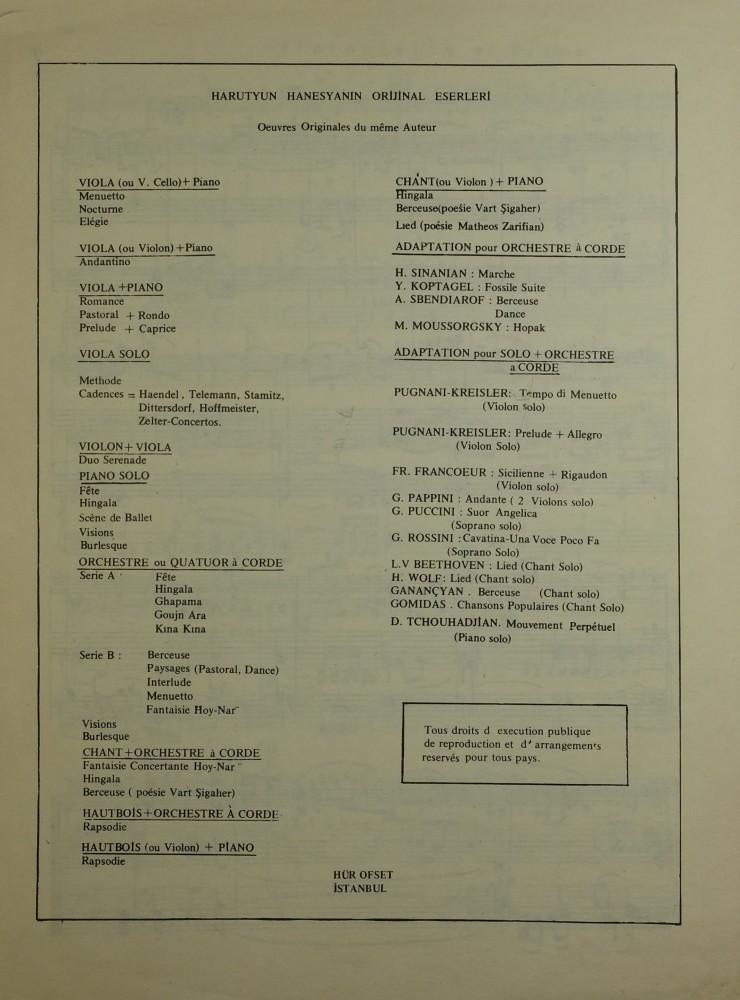 HARUTYUN HANESYANIN ORİJİNAL ESERLERİ
Oeuvres Originales du même Auteur
VIOLA (ou V. Cello)+ Piano
Menuetto
Nocturne
Elégie
VIOLA (ou Violon) +Piano
Andantino
VIOLA +PIANO
Romance
Pastoral + Rondo
Prelude + Caprice
VIOLA SOLO
Methode
Cadences = Haendel, Telemann, Stamitz,
Dittersdorf, Hoffmeister,
Zelter-Concertos.
VIOLON+ VIOLA
Duo Serenade
PIANO SOLO
Fête
Hingala
Scène de Ballet
Visions
Burlesque
ORCHESTRE ou QUATUOR à CORDE
Serie A Fête
Hingala
Ghapama
Goujn Ara
Kına Kına
Serie B : Berceuse
Paysages (Pastoral, Dance)
Interlude
Menuetto
Fantaisie Hoy-Nar
Visions
Burlesque
CHANT+ORCHESTRE à CORDE
Fantaisie Concertante Hoy-Nar
Hingala
Berceuse ( poésie Vart Şigaher)
HAUTBOİS+ORCHESTRE À CORDE
Rapsodie
HAUTBOİS (ou Violon) + PİANO
Rapsodie
CHÁNT(ou Violon ) + PIANO
Hingala
Berceuse(poeşie Vart Şigaher)
Lied (poésie Matheos Zarifian)
ADAPTATION pour ORCHESTRE à CORDE
H. SINANIAN : Marche
Y. KOPTAGEL : Fossile Suite
A. SBENDIAROF : Berceuse
Dance
M. MOUSSORGSKY : Hopak
ADAPTATION pour SOLO + ORCHESTRE
a CORDE
PUGNANI-KREISLER: Tempo di Menuetto
(Violon solo)
PUGNANI-KREISLER: Prelude + Allegro
(Violon Solo)
FR. FRANCOEUR : Sicilienne + Rigaudon
(Violon solo)
G. PAPPINI : Andante ( 2 Violons solo)
G. PUCCINI : Suor Angelica
(Soprano solo)
G. ROSSINI :Cavatina-Una Voce Poco Fa
(Soprano Solo)
L.V BEETHOVEN : Lied (Chant Solo)
H. WOLF: Lied (Chant solo)
GANANÇYAN . Berceuse (Chant solo)
GOMIDAS . Chansons Populaires (Chant Solo)
D. TCHOUHADJİAN. Mouvement Perpétuel
(Piano solo)
Tous droits d execution publique
de reproduction et d' arrangements
reservés pour tous pays.
HÜR OFSET
İSTANBUL